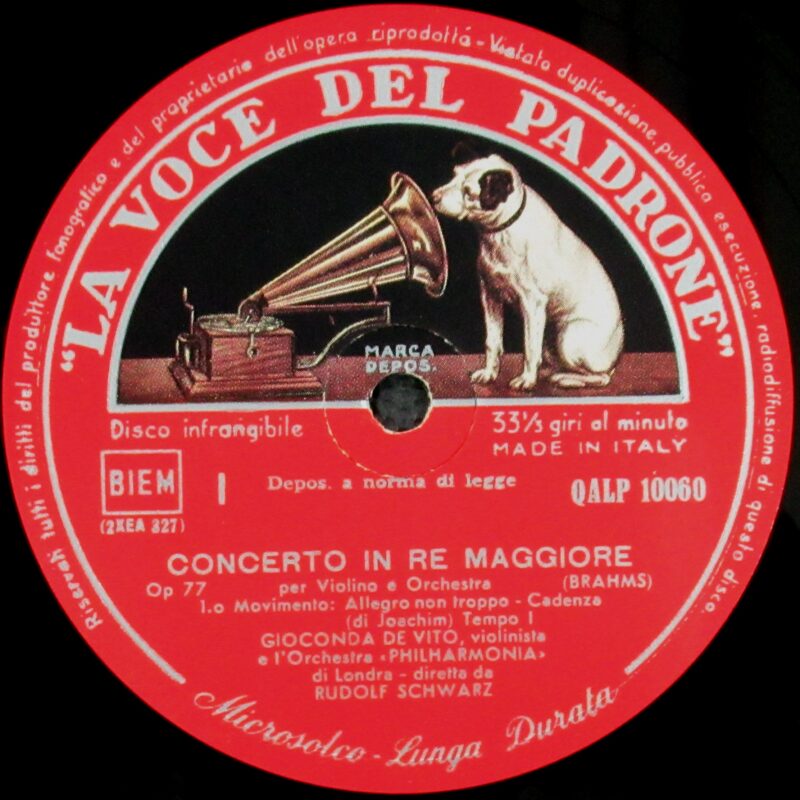 Riservati tutti i diritti del produttore fonografico e del proprietario dell'opera riprodotta - Vietata duplicazione, pubblica esecuzione, radiodiffusione di questo disco
"LA VOCE DEL PADRONE"
MARCA
DEPOS.
Disco infrangibile
33⅓ giri al minuto
MADE IN ITALY
BIEM
I
Depos. a norma di legge
QALP 10060
(2XEA 327)
CONCERTO IN RE MAGGIORE
Op 77 per Violino e Orchestra (BRAHMS)
1.o Movimento: Allegro non troppo - Cadenza
(di Joachim) Tempo I
GIOCONDA DE VITO, violinista
e l'Orchestra «PHILHARMONIA»
di Londra - diretta da
RUDOLF SCHWARZ
Microsolco - Lunga Durata